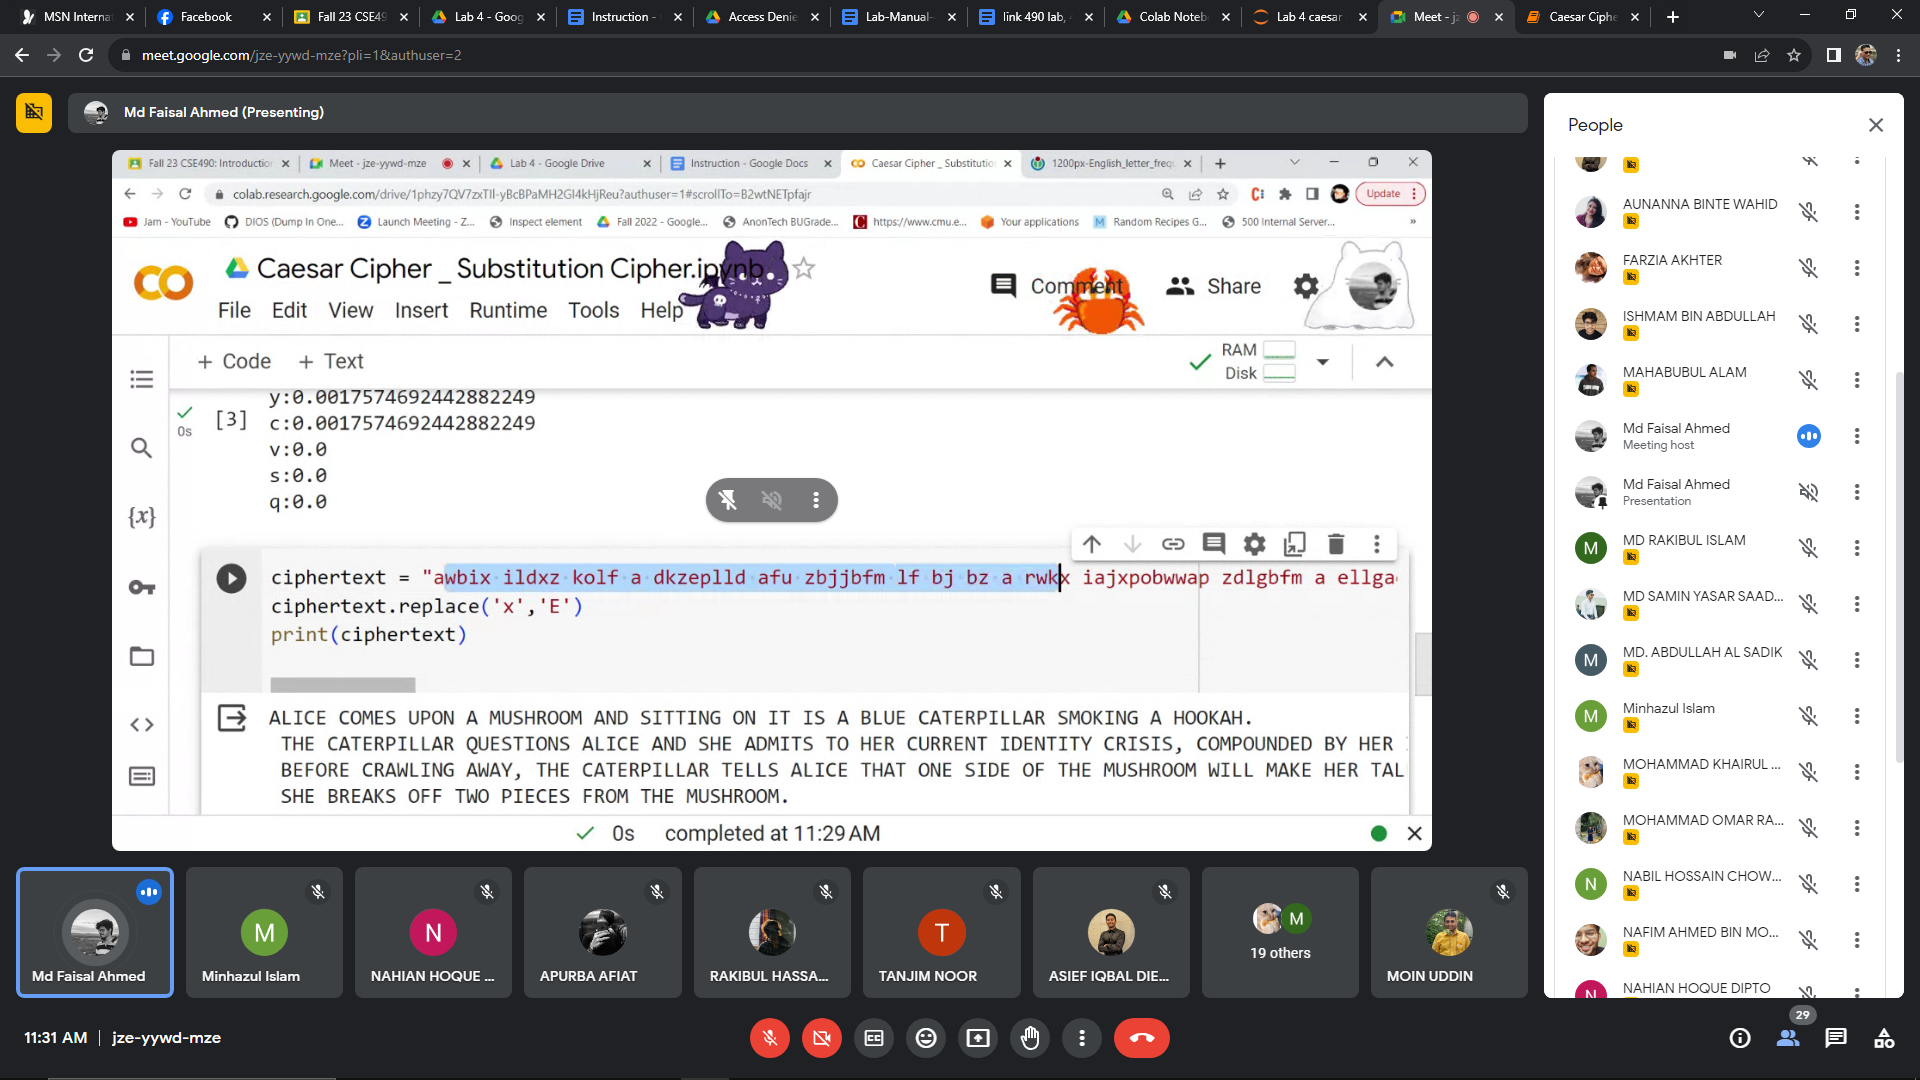 MSN Internat
Facebook
Fall 23 CSE49
Lab 4 - Goog
Instruction -
Access Denie
Lab-Manual-
link 490 lab,
Colab Noteb
Lab 4 caesar
Meet - jz
Caesar Ciphe
meet.google.com/jze-yywd-mze?pli=1&authuser=2
Md Faisal Ahmed (Presenting)
Fall 23 CSE490: Introduction
Meet - jze-yywd-mze
Lab 4 - Google Drive
Instruction - Google Docs
Caesar Cipher _ Substitutio
1200px-English_letter_frequ
colab.research.google.com/drive/1phzy7QV7zxTIl-yBcBPaMH2GI4kHjReu?authuser=1#scrollTo=B2wtNETpfajr
Update
Jam - YouTube
DIOS (Dump In One...
Launch Meeting - Z...
Inspect element
Fall 2022 - Google...
AnonTech BUGrade...
https://www.cmu.e...
Your applications
Random Recipes G...
500 Internal Server...
»
Caesar Cipher _ Substitution Cipher.ipynb
File Edit View Insert Runtime Tools Help
Comment
Share
+ Code + Text
RAM
Disk
y:0.0017574692442882249
[3] c:0.0017574692442882249
0s
v:0.0
s:0.0
q:0.0
{x}
ciphertext = "awbix ildxz kolf a dkzeplld afu zbjjbfm lf bj bz a rwkx iajxpobwwap zdlgbfm a ellga
ciphertext.replace('x','E')
print(ciphertext)
ALICE COMES UPON A MUSHROOM AND SITTING ON IT IS A BLUE CATERPILLAR SMOKING A HOOKAH.
THE CATERPILLAR QUESTIONS ALICE AND SHE ADMITS TO HER CURRENT IDENTITY CRISIS, COMPOUNDED BY HER
BEFORE CRAWLING AWAY, THE CATERPILLAR TELLS ALICE THAT ONE SIDE OF THE MUSHROOM WILL MAKE HER TAL
SHE BREAKS OFF TWO PIECES FROM THE MUSHROOM.
0s completed at 11:29 AM
People
AUNANNA BINTE WAHID
FARZIA AKHTER
ISHMAM BIN ABDULLAH
MAHABUBUL ALAM
Md Faisal Ahmed
Meeting host
Md Faisal Ahmed
Presentation
M
MD RAKIBUL ISLAM
MD SAMIN YASAR SAAD...
M
MD. ABDULLAH AL SADIK
M
Minhazul Islam
MOHAMMAD KHAIRUL ...
MOHAMMAD OMAR RA...
N
NABIL HOSSAIN CHOW...
NAFIM AHMED BIN MO...
N
NAHIAN HOQUE DIPTO
Md Faisal Ahmed
M
Minhazul Islam
N
NAHIAN HOQUE ...
APURBA AFIAT
RAKIBUL HASSA...
T
TANJIM NOOR
ASIEF IQBAL DIE...
M
19 others
MOIN UDDIN
11:31 AM | jze-yywd-mze
29